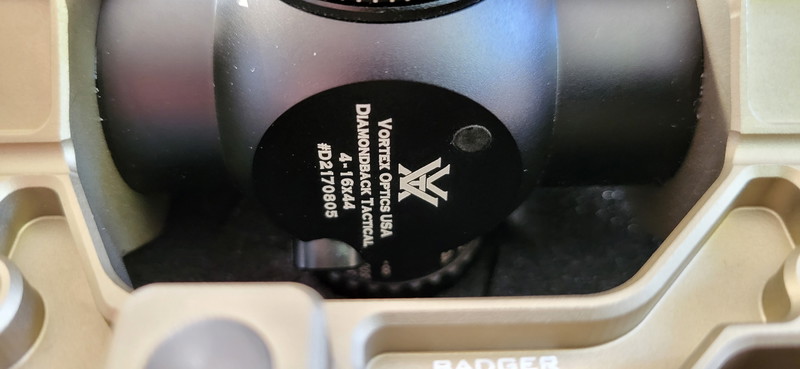 VORTEX OPTICS USA
DIAMONDBACK TACTICAL
4-16x44
#D2170805
BADGER